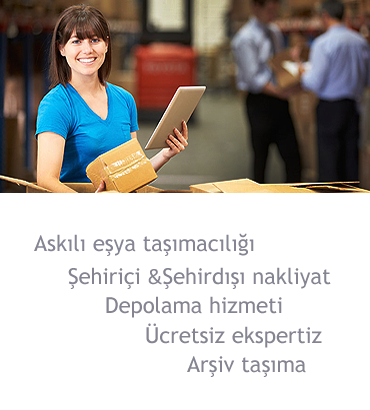 Askılı eşya taşımacılığı
Şehiriçi &Şehirdışı nakliyat
Depolama hizmeti
Ücretsiz ekspertiz
Arşiv taşıma